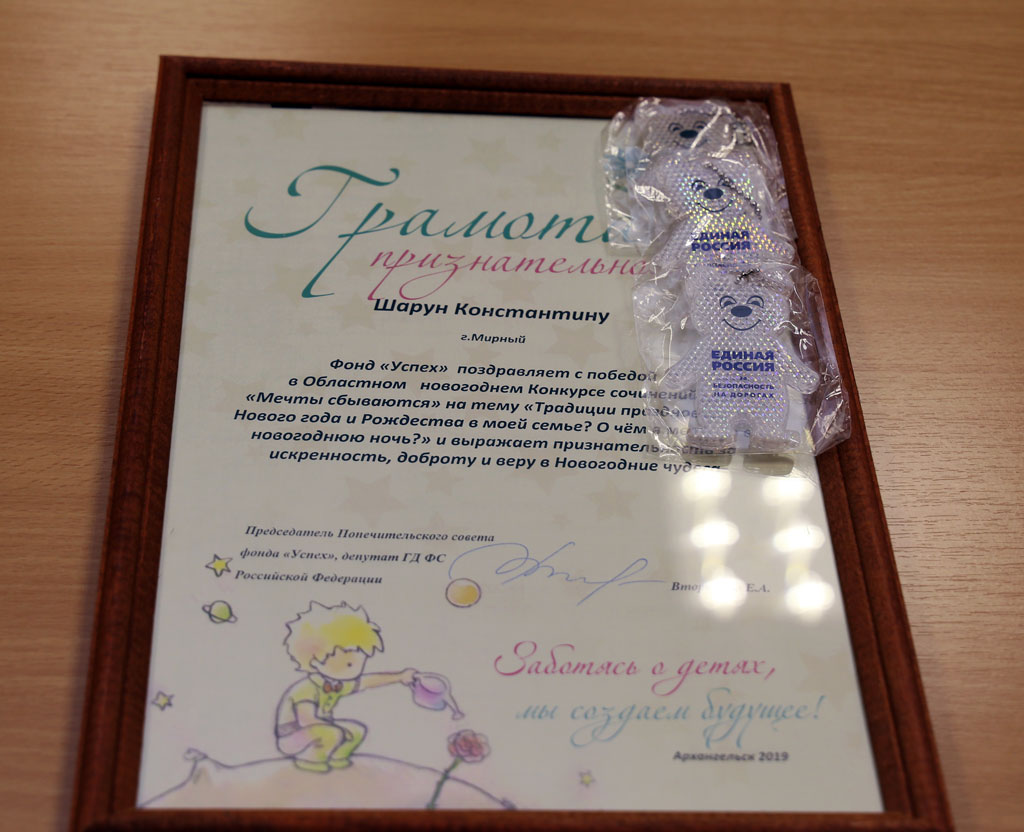 Грамота
признательно
Шарун Константину
г.Мирный
Фонд «Успех» поздравляет с победой
в Областном новогоднем Конкурсе сочинений
«Мечты сбываются» на тему «Традиции
Нового года и Рождества в моей семье? О чём я
новогоднюю ночь?» и выражает признательность за
искренность, доброту и веру в Новогодние чудеса
Председатель Попечительского совета
фонда «Успех», депутат ГД ФС
Российской Федерации
Е.А.
Заботясь о детях,
мы создаем будущее!
Архангельск 2019
ЕДИНАЯ
РОССИЯ
ЕДИНАЯ
РОССИЯ
ЗА
БЕЗОПАСНОСТЬ
НА ДОРОГАХ